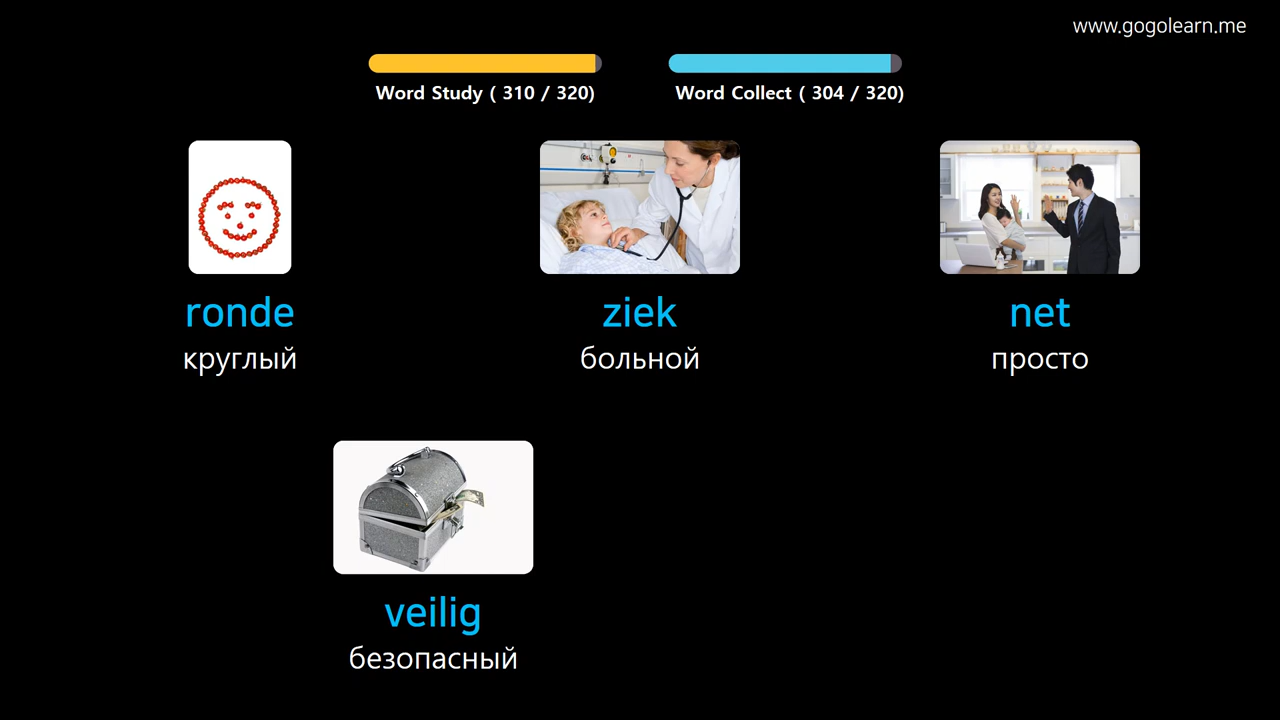 www.gogolearn.me
Word Study ( 310 / 320)
Word Collect ( 304 / 320)
ronde
круглый
ziek
больной
net
просто
veilig
безопасный